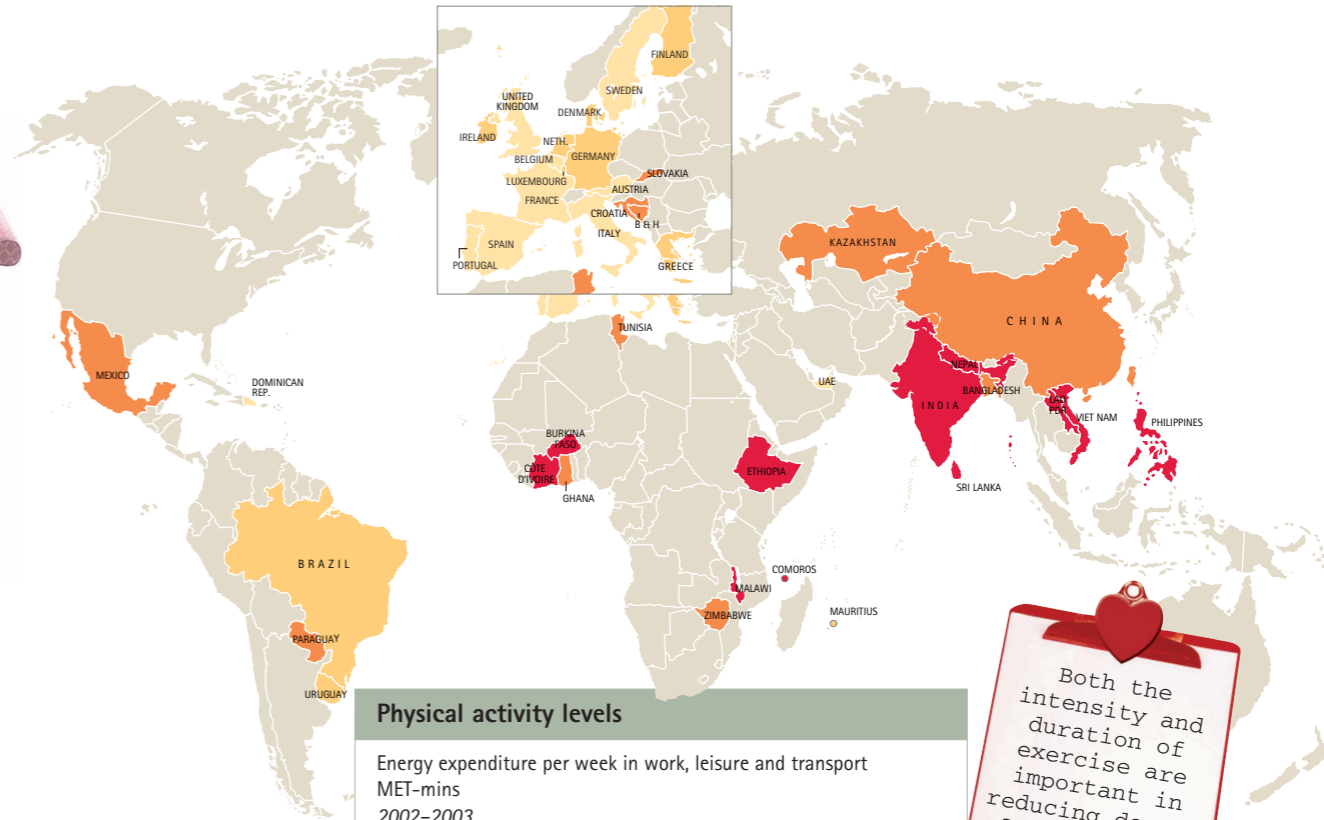 FINLAND
SWEDEN
UNITED
KINGDOM
DENMARK
IRELAND
NETH.
BELGIUM
GERMANY
LUXEMBOURG
SLOVAKIA
AUSTRIA
FRANCE
CROATIA
B & H
ITALY
SPAIN
PORTUGAL
GREECE
KAZAKHSTAN
CHINA
TUNISIA
MEXICO
DOMINICAN
REP.
UAE
NEPAL
BANGLADESH
INDIA
LAO
PDR
VIET NAM
PHILIPPINES
SRI LANKA
BURKINA
FASO
CÔTE
D'IVOIRE
GHANA
ETHIOPIA
BRAZIL
COMOROS
MALAWI
ZIMBABWE
MAURITIUS
PARAGUAY
URUGUAY
Physical activity levels
Energy expenditure per week in work, leisure and transport
MET-mins
2002–2003
Both the
intensity and
duration of
exercise are
important in
reducing